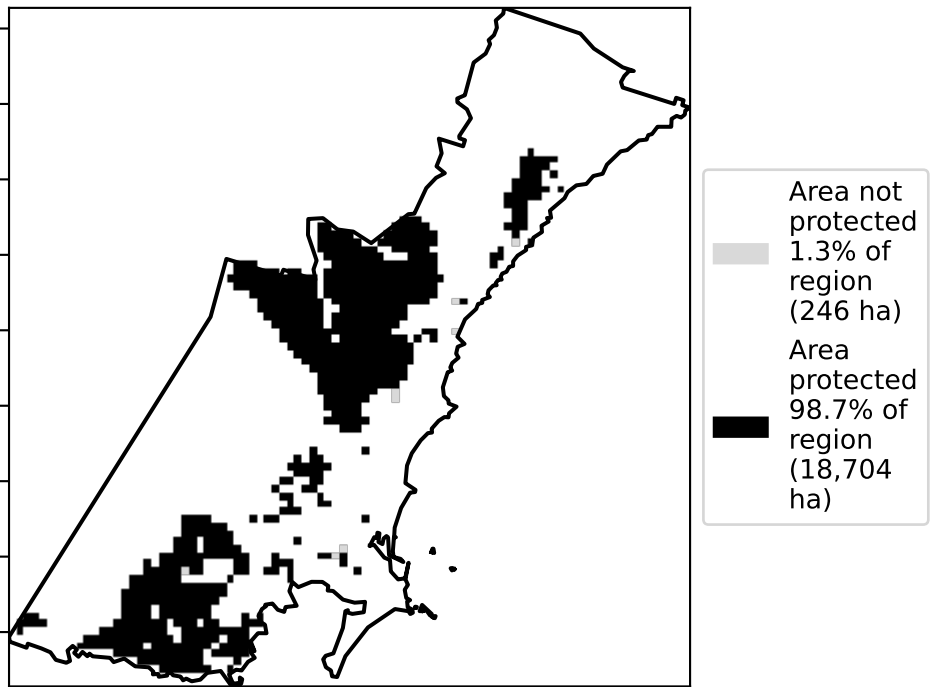 Area not
protected
1.3% of
region
(246 ha)
Area
protected
98.7% of
region
(18,704
ha)